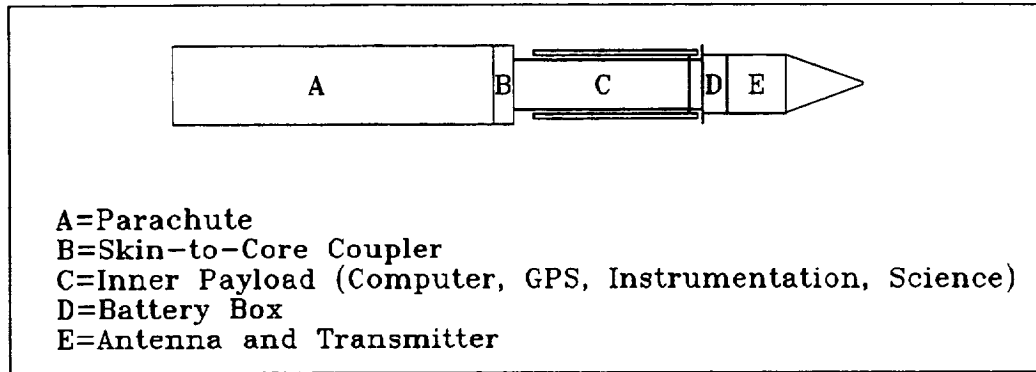 A B C D E
A=Parachute
B=Skin-to-Core Coupler
C=Inner Payload (Computer, GPS, Instrumentation, Science)
D=Battery Box
E=Antenna and Transmitter